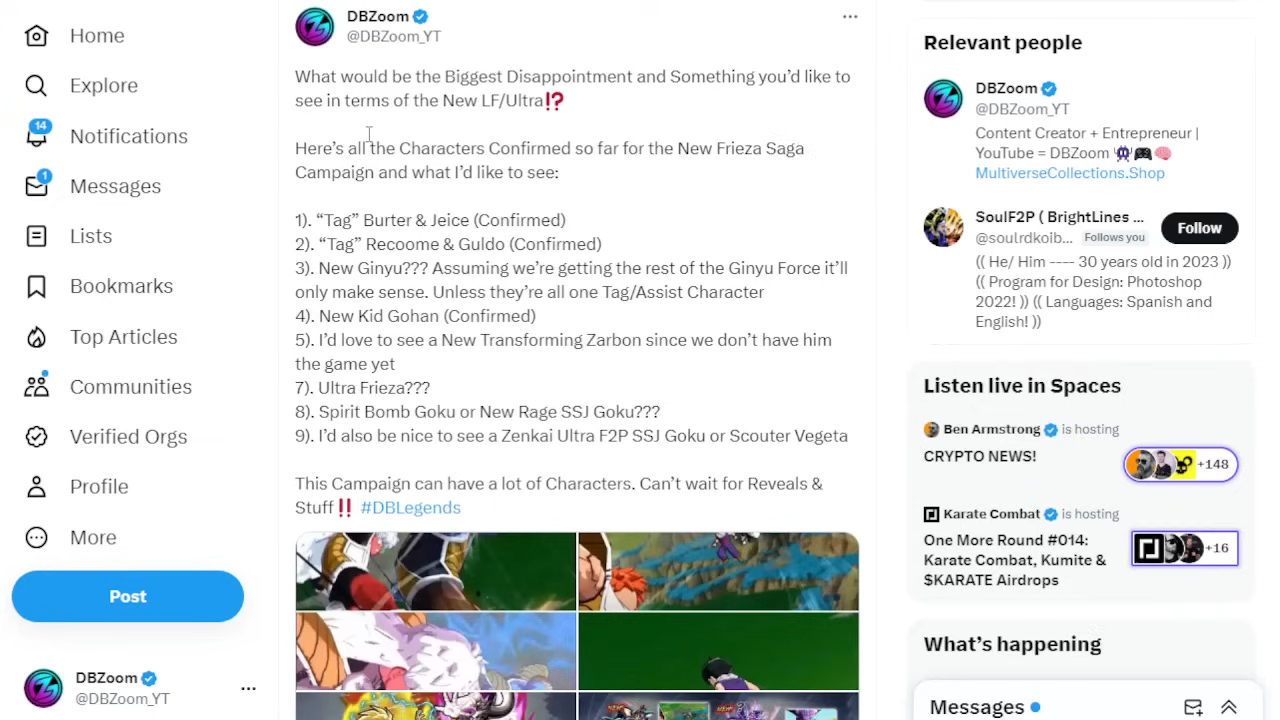 Home
Explore
14
Notifications
1
Messages
Lists
Bookmarks
Top Articles
Communities
Verified Orgs
Profile
More
Post
DBZoom
@DBZoom_YT
DBZoom
@DBZoom_YT
What would be the Biggest Disappointment and Something you’d like to
see in terms of the New LF/Ultra⁉️
Here’s all the Characters Confirmed so far for the New Frieza Saga
Campaign and what I’d like to see:
1). “Tag” Burter & Jeice (Confirmed)
2). “Tag” Recoome & Guldo (Confirmed)
3). New Ginyu??? Assuming we’re getting the rest of the Ginyu Force it’ll
only make sense. Unless they’re all one Tag/Assist Character
4). New Kid Gohan (Confirmed)
5). I’d love to see a New Transforming Zarbon since we don’t have him
the game yet
7). Ultra Frieza???
8). Spirit Bomb Goku or New Rage SSJ Goku???
9). I’d also be nice to see a Zenkai Ultra F2P SSJ Goku or Scouter Vegeta
This Campaign can have a lot of Characters. Can’t wait for Reveals &
Stuff‼️ #DBLegends
Relevant people
DBZoom
@DBZoom_YT
Content Creator + Entrepreneur |
YouTube = DBZoom 👾🎮🧠
MultiverseCollections.Shop
SoulF2P ( BrightLines ...
@soulrdkoib... Follows you
Follow
(( He/ Him ---- 30 years old in 2023 ))
(( Program for Design: Photoshop
2022! )) (( Languages: Spanish and
English! ))
Listen live in Spaces
Ben Armstrong is hosting
CRYPTO NEWS!
+148
Karate Combat is hosting
One More Round #014:
Karate Combat, Kumite &
$KARATE Airdrops
+16
What’s happening
Messages